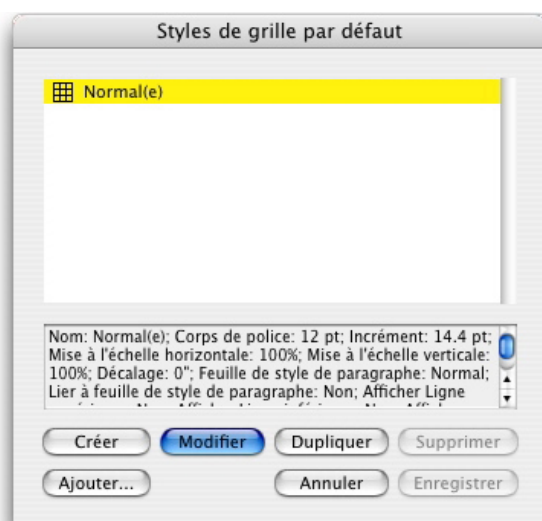 Styles de grille par défaut
Normal(e)
Nom: Normal(e); Corps de police: 12 pt; Incrément: 14.4 pt;
Mise à l'échelle horizontale: 100%; Mise à l'échelle verticale:
100%; Décalage: 0"; Feuille de style de paragraphe: Normal;
Lier à feuille de style de paragraphe: Non; Afficher Ligne
Créer
Modifier
Dupliquer
Supprimer
Ajouter...
Annuler
Enregistrer